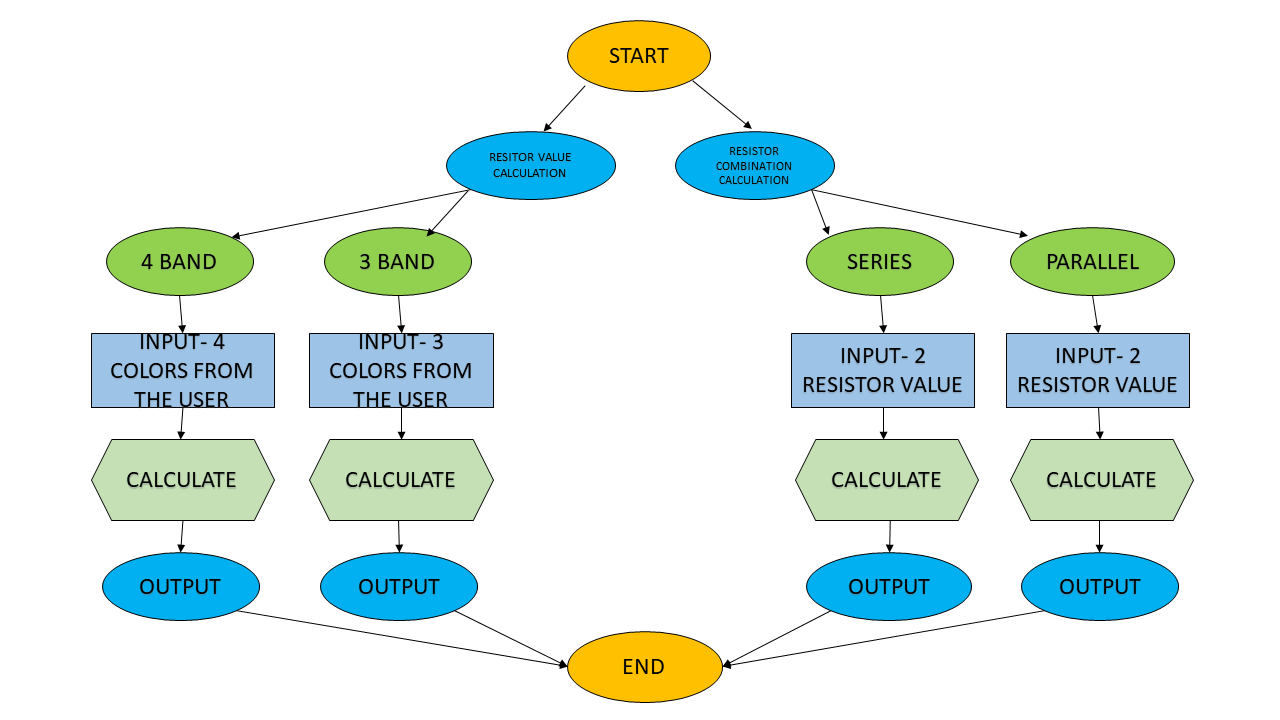 START
RESITOR VALUE
CALCULATION
RESISTOR
COMBINATION
CALCULATION
4 BAND
3 BAND
SERIES
PARALLEL
INPUT- 4
COLORS FROM
THE USER
INPUT- 3
COLORS FROM
THE USER
INPUT- 2
RESISTOR VALUE
INPUT- 2
RESISTOR VALUE
CALCULATE
CALCULATE
CALCULATE
CALCULATE
OUTPUT
OUTPUT
OUTPUT
OUTPUT
END